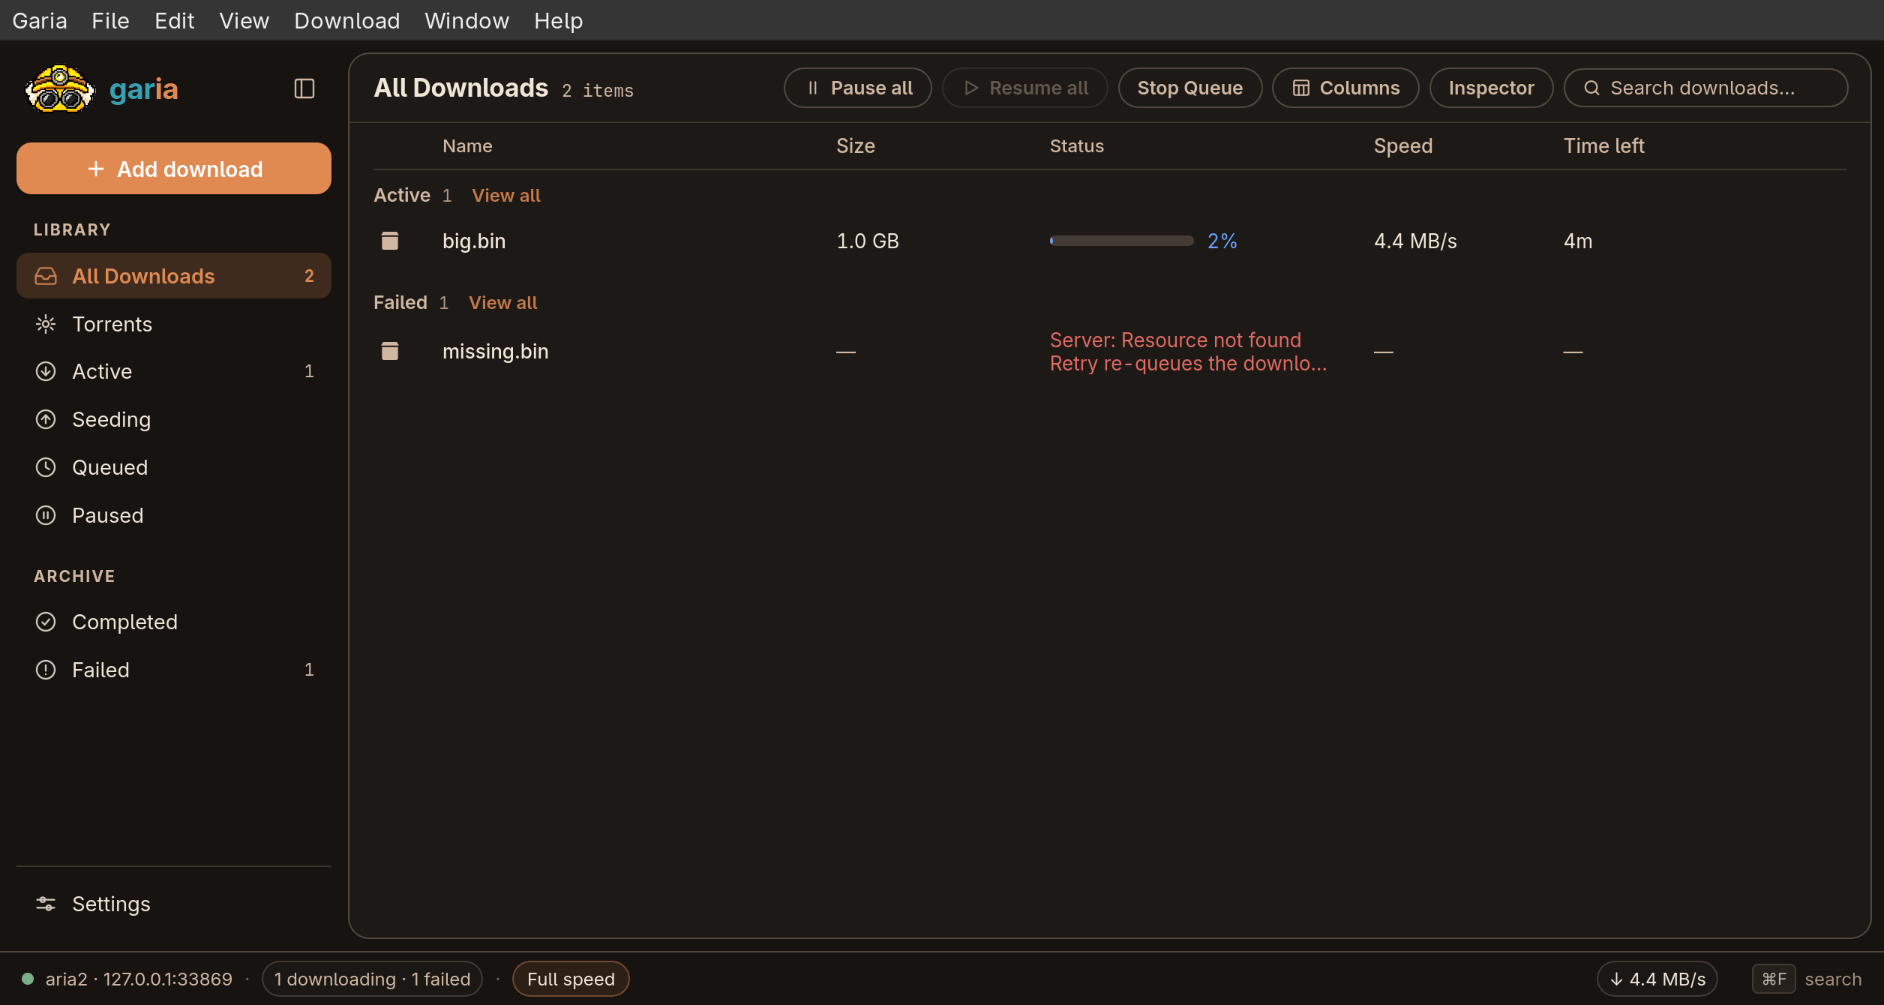 Garia File Edit View Download Window Help
garia
All Downloads 2 items
Pause all
Resume all
Stop Queue
Columns
Inspector
Search downloads...
Add download
LIBRARY
All Downloads 2
Torrents
Active 1
Seeding
Queued
Paused
ARCHIVE
Completed
Failed 1
Settings
Name Size Status Speed Time left
Active 1 View all
big.bin 1.0 GB 2% 4.4 MB/s 4m
Failed 1 View all
missing.bin — Server: Resource not found — —
Retry re-queues the downlo...
aria2 · 127.0.0.1:33869 · 1 downloading · 1 failed · Full speed
↓ 4.4 MB/s
⌘F search